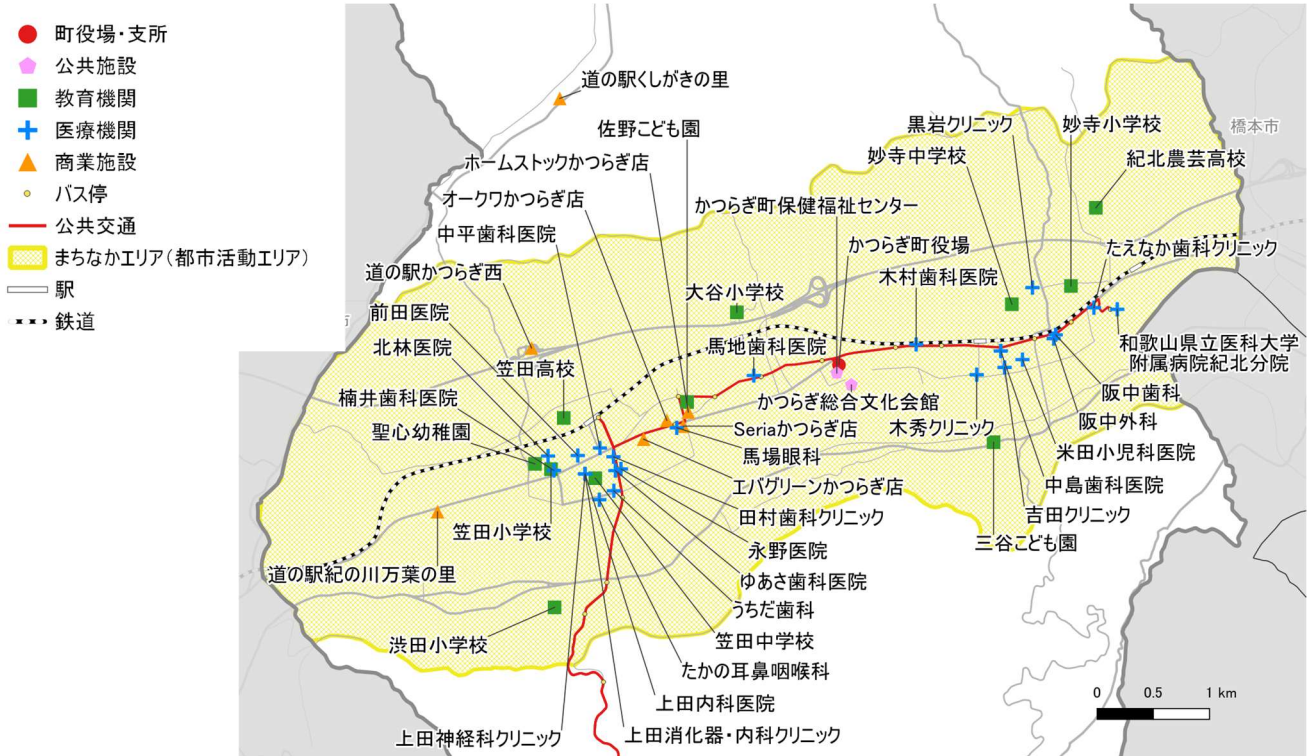 町役場・支所
公共施設
教育機関
医療機関
商業施設
バス停
公共交通
まちなかエリア(都市活動エリア)
駅
鉄道
道の駅くしがきの里
佐野こども園
ホームストックかつらぎ店
オークワかつらぎ店
中平歯科医院
道の駅かつらぎ西
前田医院
北林医院
楠井歯科医院
聖心幼稚園
笠田高校
大谷小学校
馬地歯科医院
かつらぎ町保健福祉センター
かつらぎ町役場
木村歯科医院
黒岩クリニック
妙寺小学校
妙寺中学校
紀北農芸高校
橋本市
たえなか歯科クリニック
和歌山県立医科大学
附属病院紀北分院
阪中歯科
阪中外科
米田小児科医院
中島歯科医院
吉田クリニック
三谷こども園
木秀クリニック
かつらぎ総合文化会館
Seriaかつらぎ店
馬場眼科
エバグリーンかつらぎ店
田村歯科クリニック
永野医院
ゆあさ歯科医院
うちだ歯科
笠田中学校
たかの耳鼻咽喉科
上田内科医院
上田消化器・内科クリニック
上田神経科クリニック
笠田小学校
道の駅紀の川万葉の里
渋田小学校
市
0 0.5 1 km